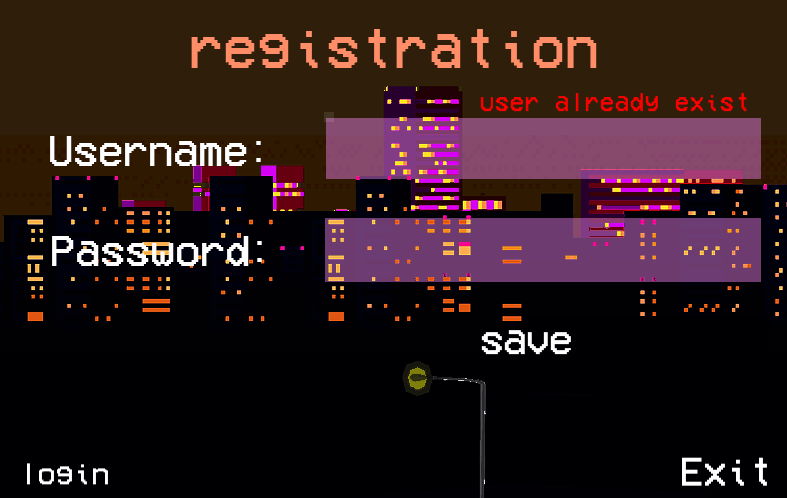 registration
user already exist
Username:
Password:
save
login
Exit